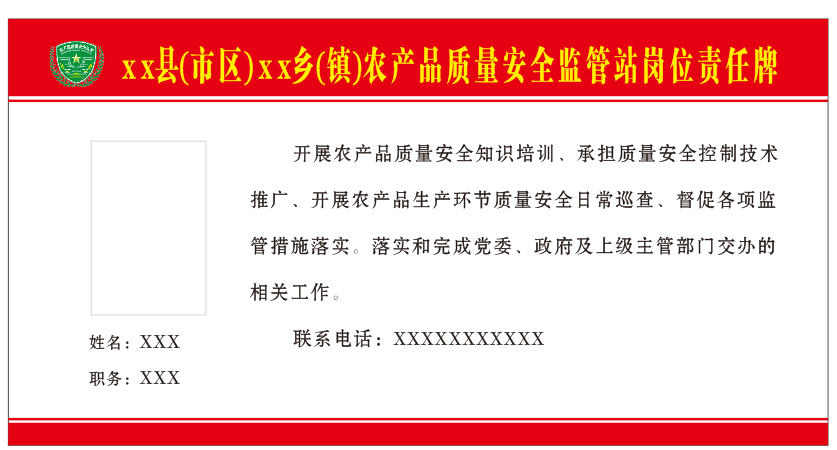 xx县(市区)xx乡(镇)农产品质量安全监管站岗位责任牌
开展农产品质量安全知识培训、承担质量安全控制技术
推广、开展农产品生产环节质量安全日常巡查、督促各项监
管措施落实。落实和完成党委、政府及上级主管部门交办的
相关工作。
联系电话：XXXXXXXXXXX
姓名：XXX
职务：XXX